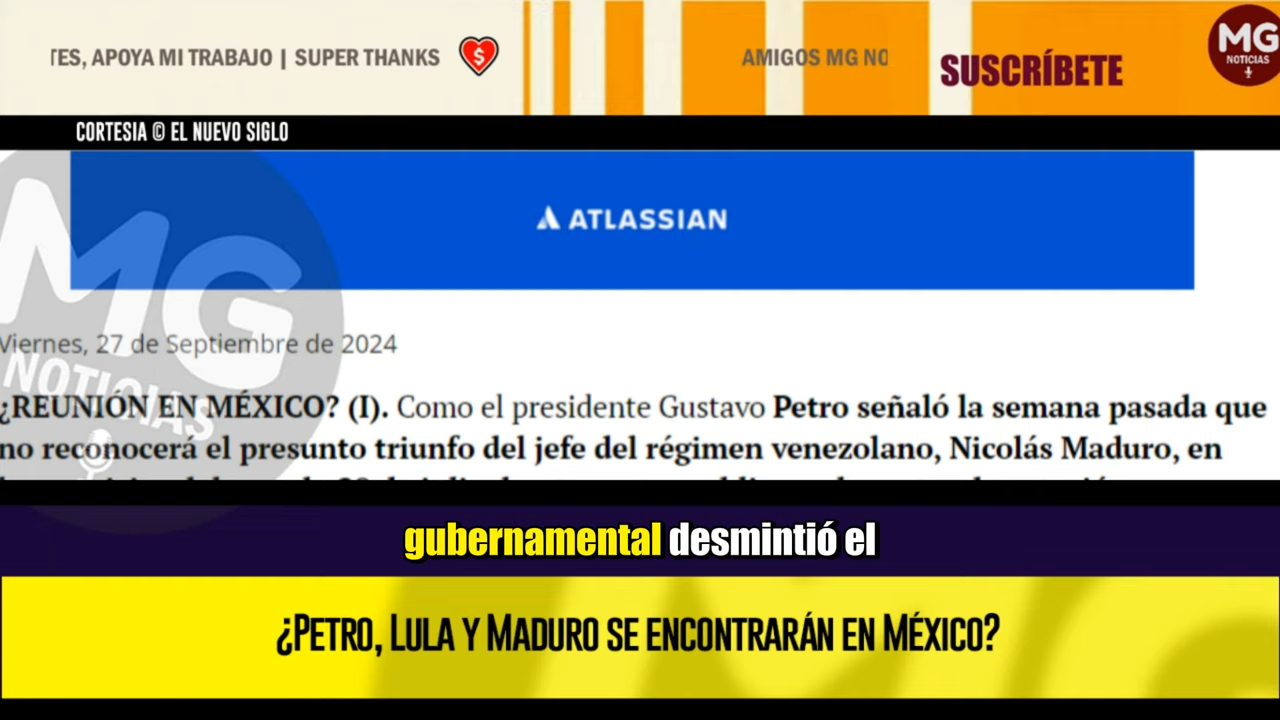 TES, APOYA MI TRABAJO | SUPER THANKS
AMIGOS MG NO
SUSCRÍBETE
MG
NOTICIAS
CORTESIA © EL NUEVO SIGLO
ATLASSIAN
MG
NOTICIAS
Viernes, 27 de Septiembre de 2024
¿REUNIÓN EN MÉXICO? (I). Como el presidente Gustavo Petro señaló la semana pasada que
no reconocerá el presunto triunfo del jefe del régimen venezolano, Nicolás Maduro, en
gubernamental desmintió el
¿PETRO, LULA Y MADURO SE ENCONTRARÁN EN MÉXICO?